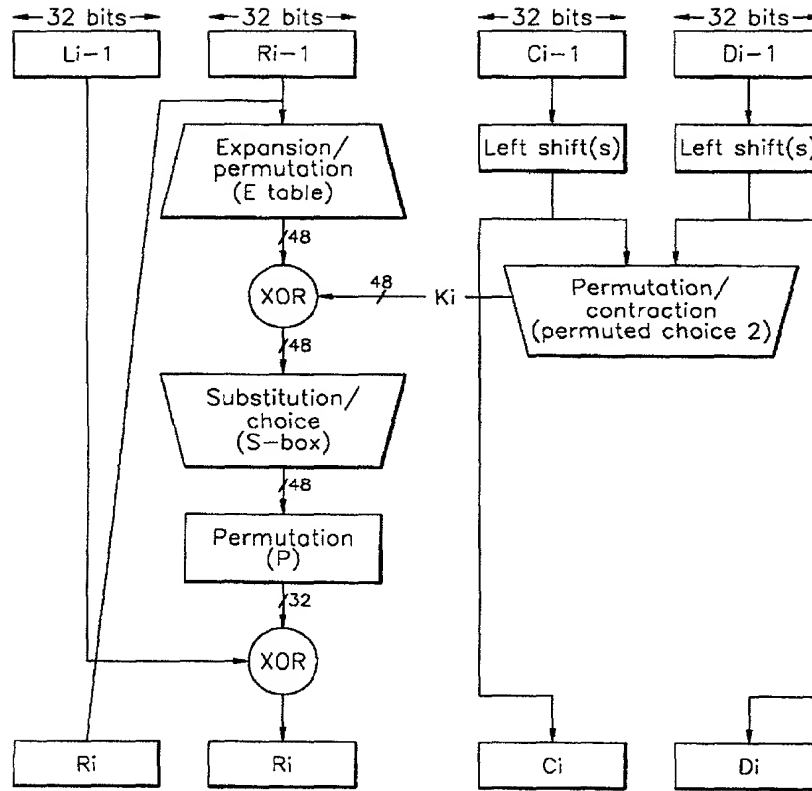 32 bits
32 bits
32 bits
32 bits
Li-1
Ri-1
Ci-1
Di-1
Expansion/
permutation
(E table)
Left shift(s)
Left shift(s)
48
XOR
48
Ki
Permutation/
contraction
(permuted choice 2)
48
Substitution/
choice
(S-box)
48
Permutation
(P)
32
XOR
Ri
Ri
Ci
Di